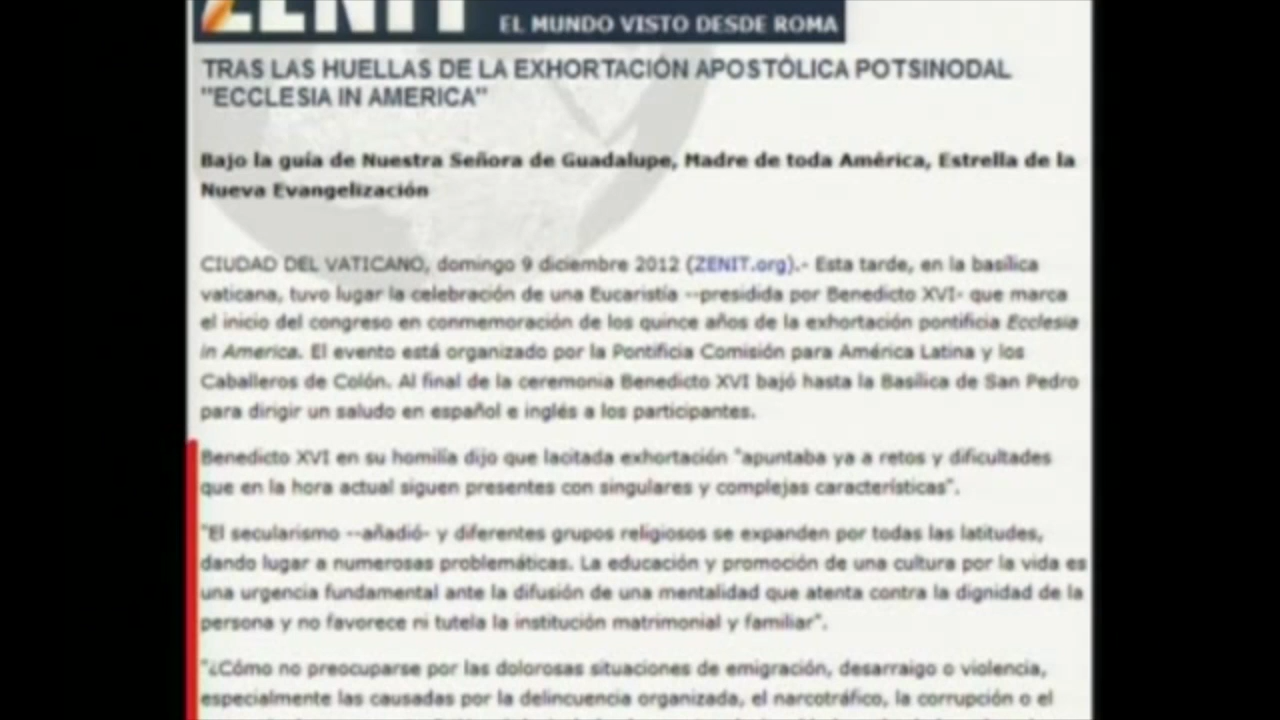 ZENIT
EL MUNDO VISTO DESDE ROMA
TRAS LAS HUELLAS DE LA EXHORTACIÓN APOSTÓLICA POTSINODAL
"ECCLESIA IN AMERICA"
Bajo la guía de Nuestra Señora de Guadalupe, Madre de toda América, Estrella de la
Nueva Evangelización
CIUDAD DEL VATICANO, domingo 9 diciembre 2012 (ZENIT.org).- Esta tarde, en la basílica
vaticana, tuvo lugar la celebración de una Eucaristía --presidida por Benedicto XVI- que marca
el inicio del congreso en conmemoración de los quince años de la exhortación pontificia Ecclesia
in America. El evento está organizado por la Pontificia Comisión para América Latina y los
Caballeros de Colón. Al final de la ceremonia Benedicto XVI bajó hasta la Basílica de San Pedro
para dirigir un saludo en español e inglés a los participantes.
Benedicto XVI en su homilía dijo que lacitada exhortación "apuntaba ya a retos y dificultades
que en la hora actual siguen presentes con singulares y complejas características".
"El secularismo --añadió- y diferentes grupos religiosos se expanden por todas las latitudes,
dando lugar a numerosas problemáticas. La educación y promoción de una cultura por la vida es
una urgencia fundamental ante la difusión de una mentalidad que atenta contra la dignidad de la
persona y no favorece ni tutela la institución matrimonial y familiar".
"¿Cómo no preocuparse por las dolorosas situaciones de emigración, desarraigo o violencia,
especialmente las causadas por la delincuencia organizada, el narcotráfico, la corrupción o el